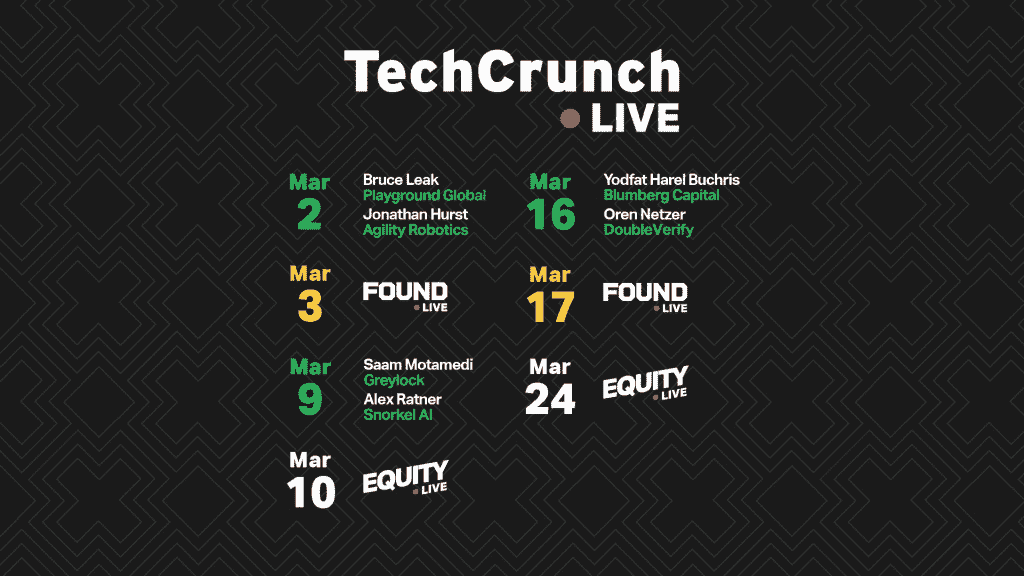 TechCrunch
LIVE
Mar
2
Bruce Leak
Playground Global
Jonathan Hurst
Agility Robotics
Mar
3
FOUND
LIVE
Mar
9
Saam Motamedi
Greylock
Alex Ratner
Snorkel AI
Mar
10
EQUITY
LIVE
Mar
16
Yodfat Harel Buchris
Blumberg Capital
Oren Netzer
DoubleVerify
Mar
17
FOUND
LIVE
Mar
24
EQUITY
LIVE